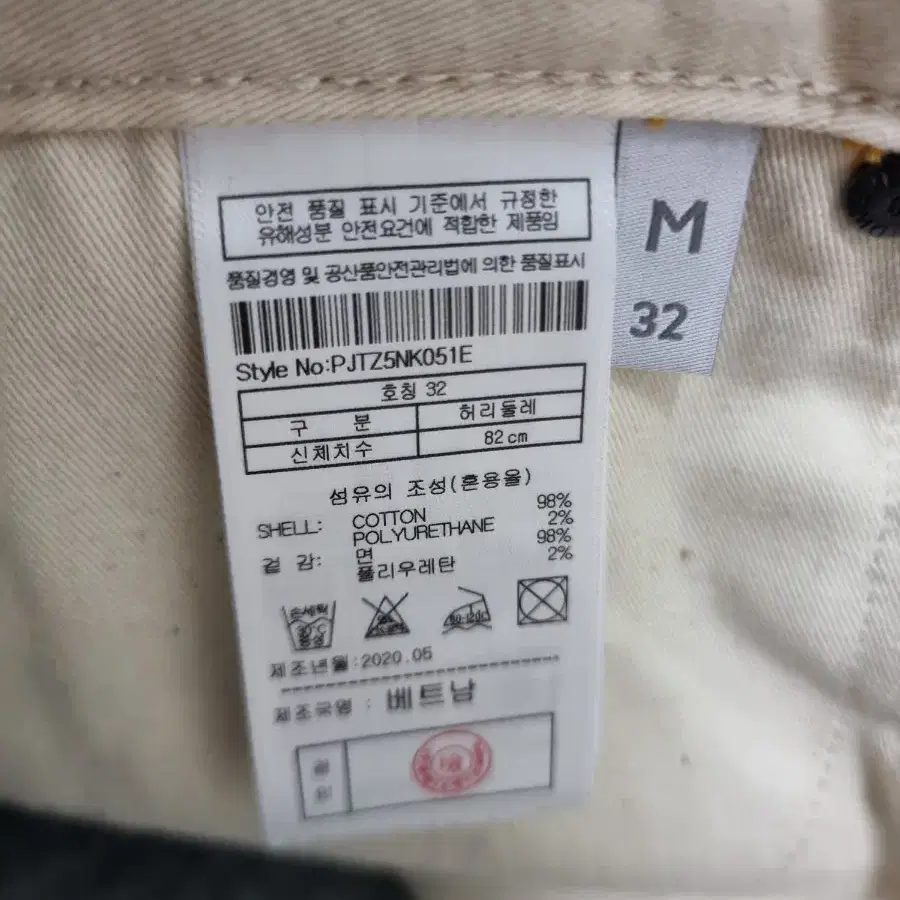 안전 품질 표시 기준에서 규정한
유해성분 안전요건에 적합한 제품임
품질경영 및 공산품안전관리법에 의한 품질표시
Style No:PJTZ5NK051E
호칭 32
구 분 허리둘레
신체치수 82cm
섬유의 조성(혼용율)
SHELL: COTTON 98%
POLYURETHANE 2%
겉 감: 면 98%
폴리우레탄 2%
손세탁
중성
제조년월:2020.05
제조국명 : 베트남
M
32